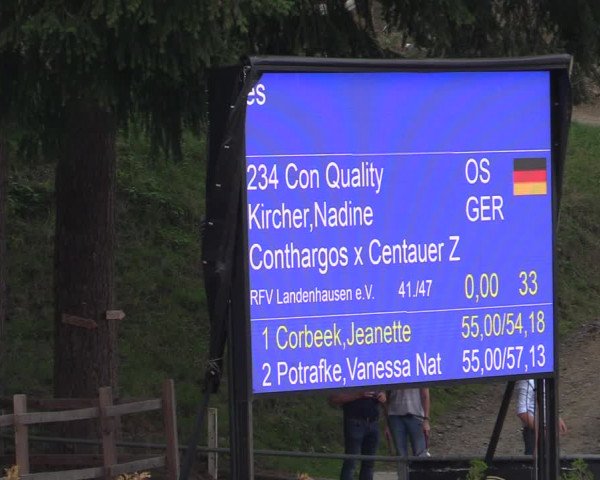 es
234 Con Quality OS
Kircher,Nadine GER
Conthargos x Centauer Z
RFV Landenhausen e.V. 41./47 0,00 33
1 Corbeek,Jeanette 55,00/54,18
2 Potrafke,Vanessa Nat 55,00/57,13